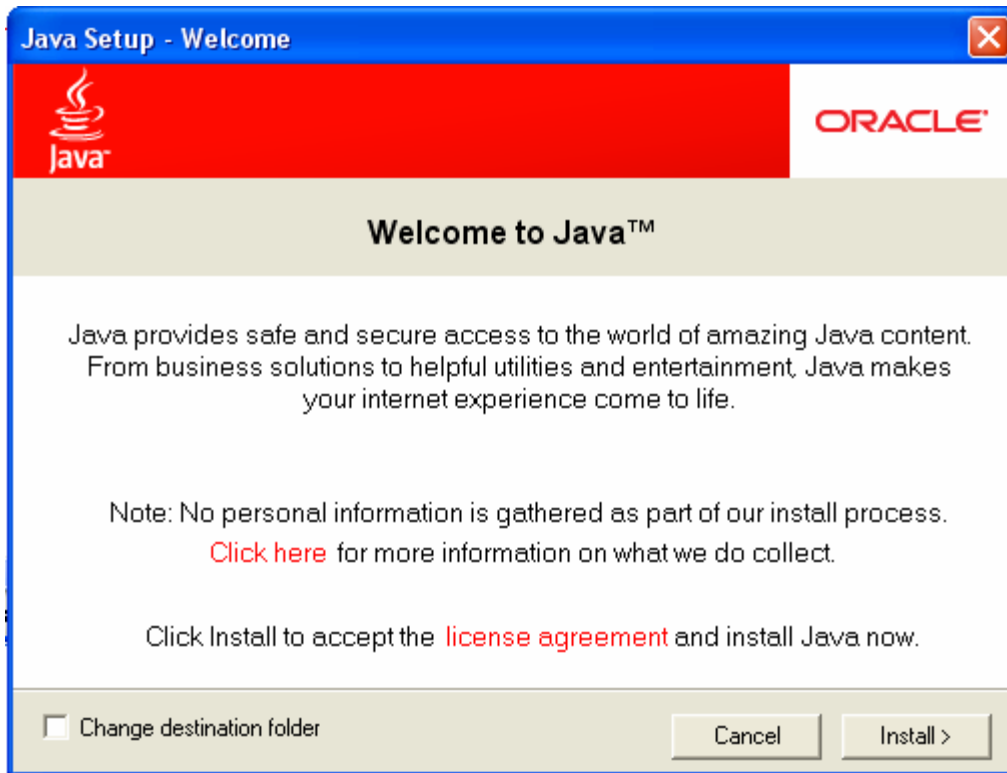 Java Setup - Welcome
Java™
ORACLE®
Welcome to Java™
Java provides safe and secure access to the world of amazing Java content.
From business solutions to helpful utilities and entertainment, Java makes
your internet experience come to life.
Note: No personal information is gathered as part of our install process.
Click here for more information on what we do collect.
Click Install to accept the license agreement and install Java now.
Change destination folder
Cancel
Install >